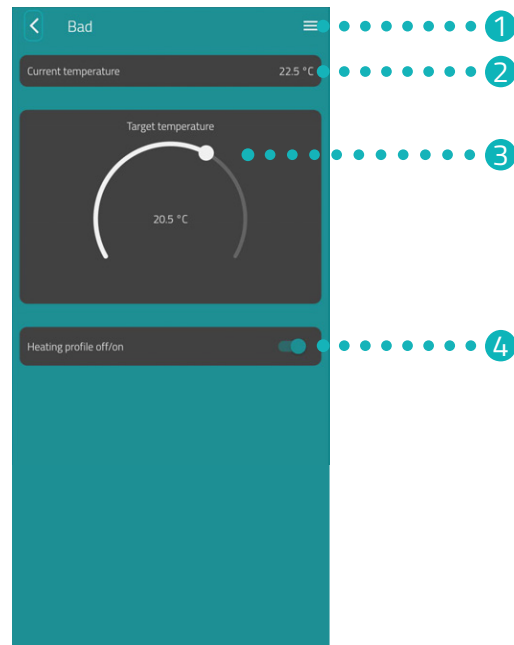 Bad
1
Current temperature 22.5 °C
2
Target temperature
3
20.5 °C
Heating profile off/on
4